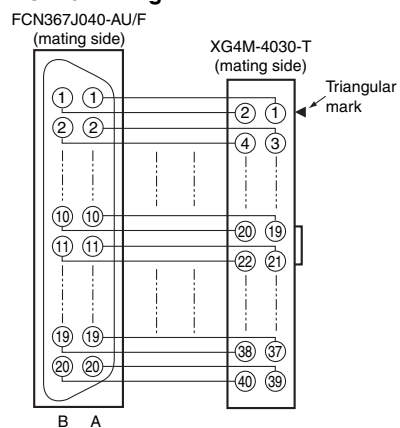 FCN367J040-AU/F
(mating side)
XG4M-4030-T
(mating side)
Triangular
mark
1 1
2 1
2 2
4 3
10 10
20 19
11 11
22 21
19 19
38 37
20 20
40 39
B A